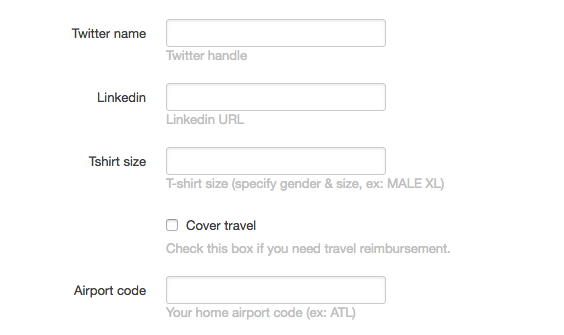 Twitter name
Twitter handle
Linkedin
Linkedin URL
Tshirt size
T-shirt size (specify gender & size, ex: MALE XL)
Cover travel
Check this box if you need travel reimbursement.
Airport code
Your home airport code (ex: ATL)